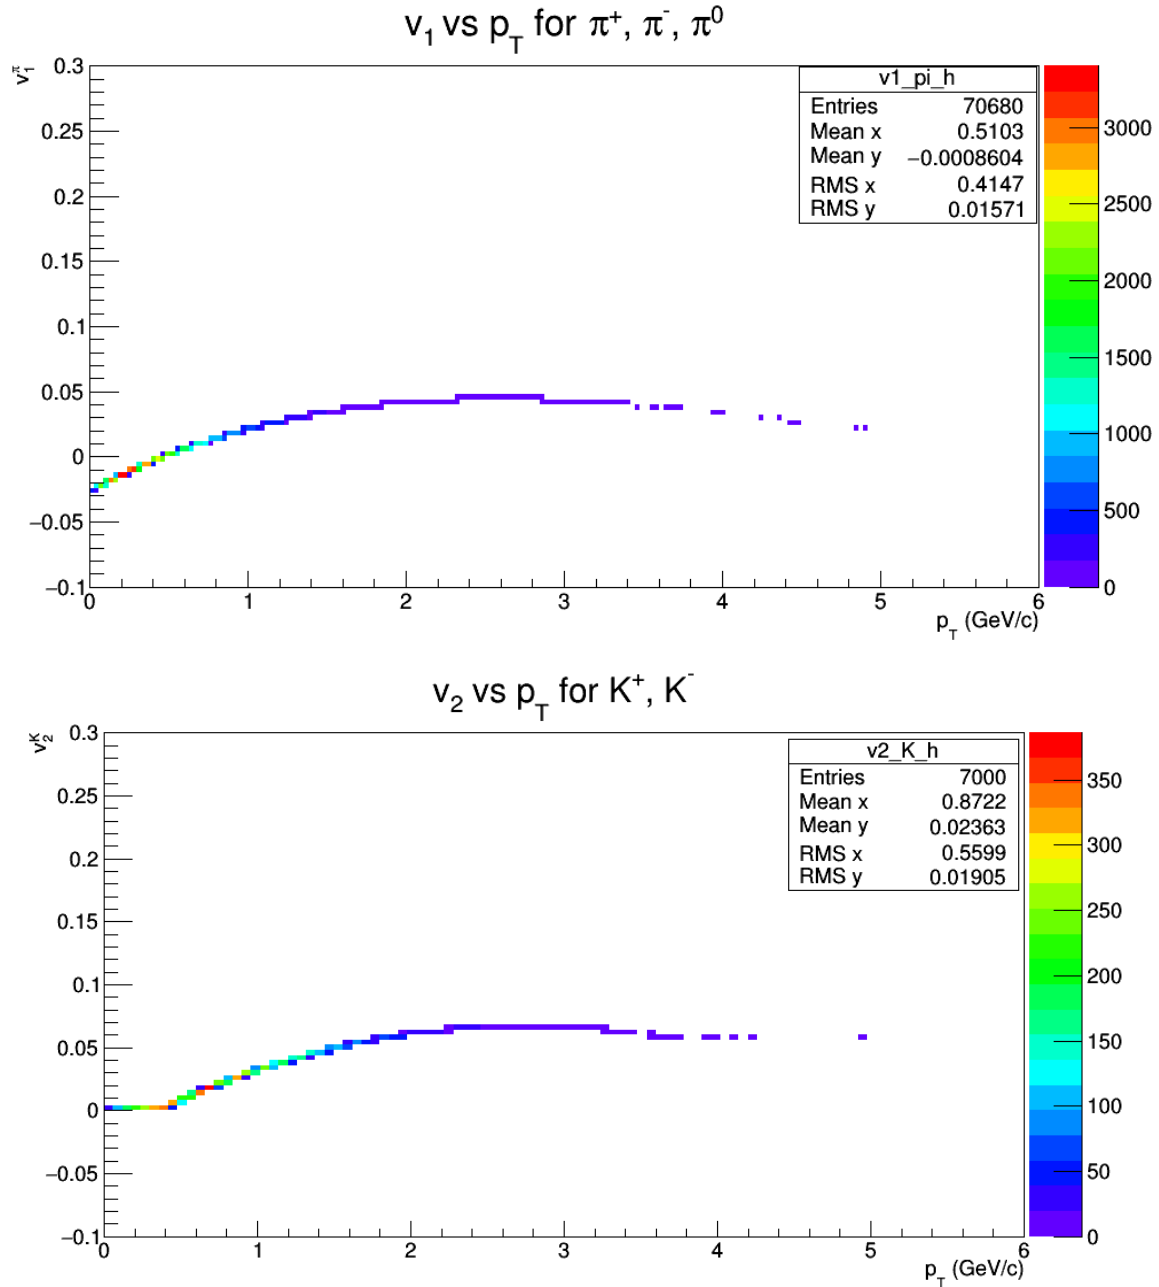 v₁ vs p_T for π⁺, π⁻, π⁰
v₁^π
0.3
0.25
0.2
0.15
0.1
0.05
0
−0.05
−0.1
v1_pi_h
Entries 70680
Mean x 0.5103
Mean y −0.0008604
RMS x 0.4147
RMS y 0.01571
3000
2500
2000
1500
1000
500
0
0 1 2 3 4 5 6
p_T (GeV/c)
v₂ vs p_T for K⁺, K⁻
v₂^K
0.3
0.25
0.2
0.15
0.1
0.05
0
−0.05
−0.1
v2_K_h
Entries 7000
Mean x 0.8722
Mean y 0.02363
RMS x 0.5599
RMS y 0.01905
350
300
250
200
150
100
50
0
0 1 2 3 4 5 6
p_T (GeV/c)